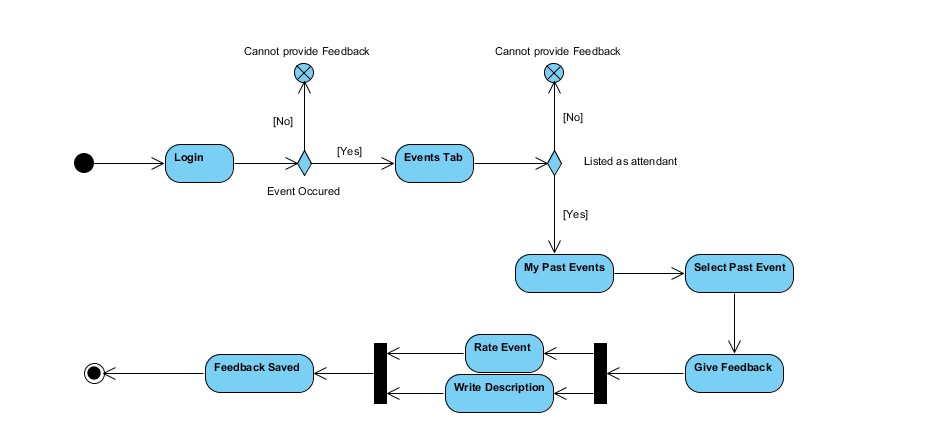 Cannot provide Feedback
Cannot provide Feedback
[No]
[No]
Login
[Yes]
Events Tab
Listed as attendant
Event Occured
[Yes]
My Past Events
Select Past Event
Rate Event
Feedback Saved
Write Description
Give Feedback